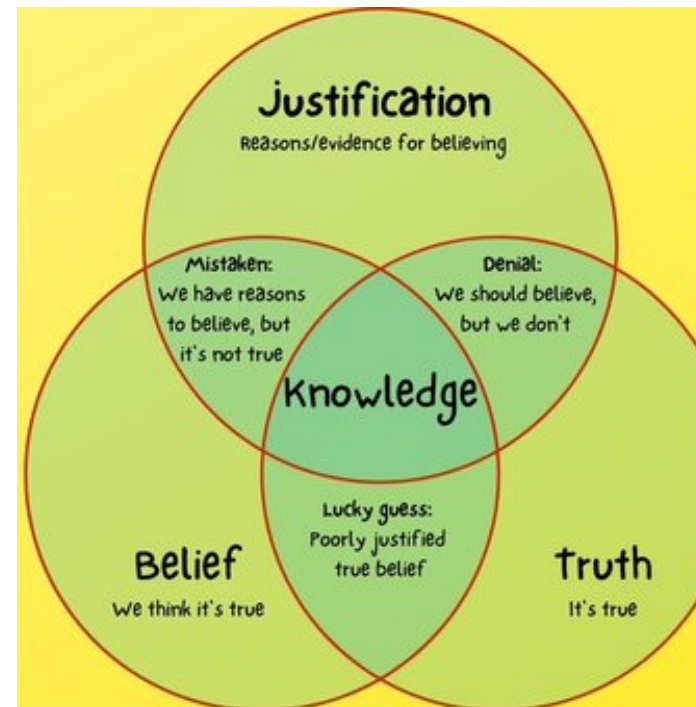 Justification
Reasons/evidence for believing
Mistaken:
We have reasons
to believe, but
it's not true
Denial:
We should believe,
but we don't
Knowledge
Lucky guess:
Poorly justified
true belief
Belief
We think it's true
Truth
It's true